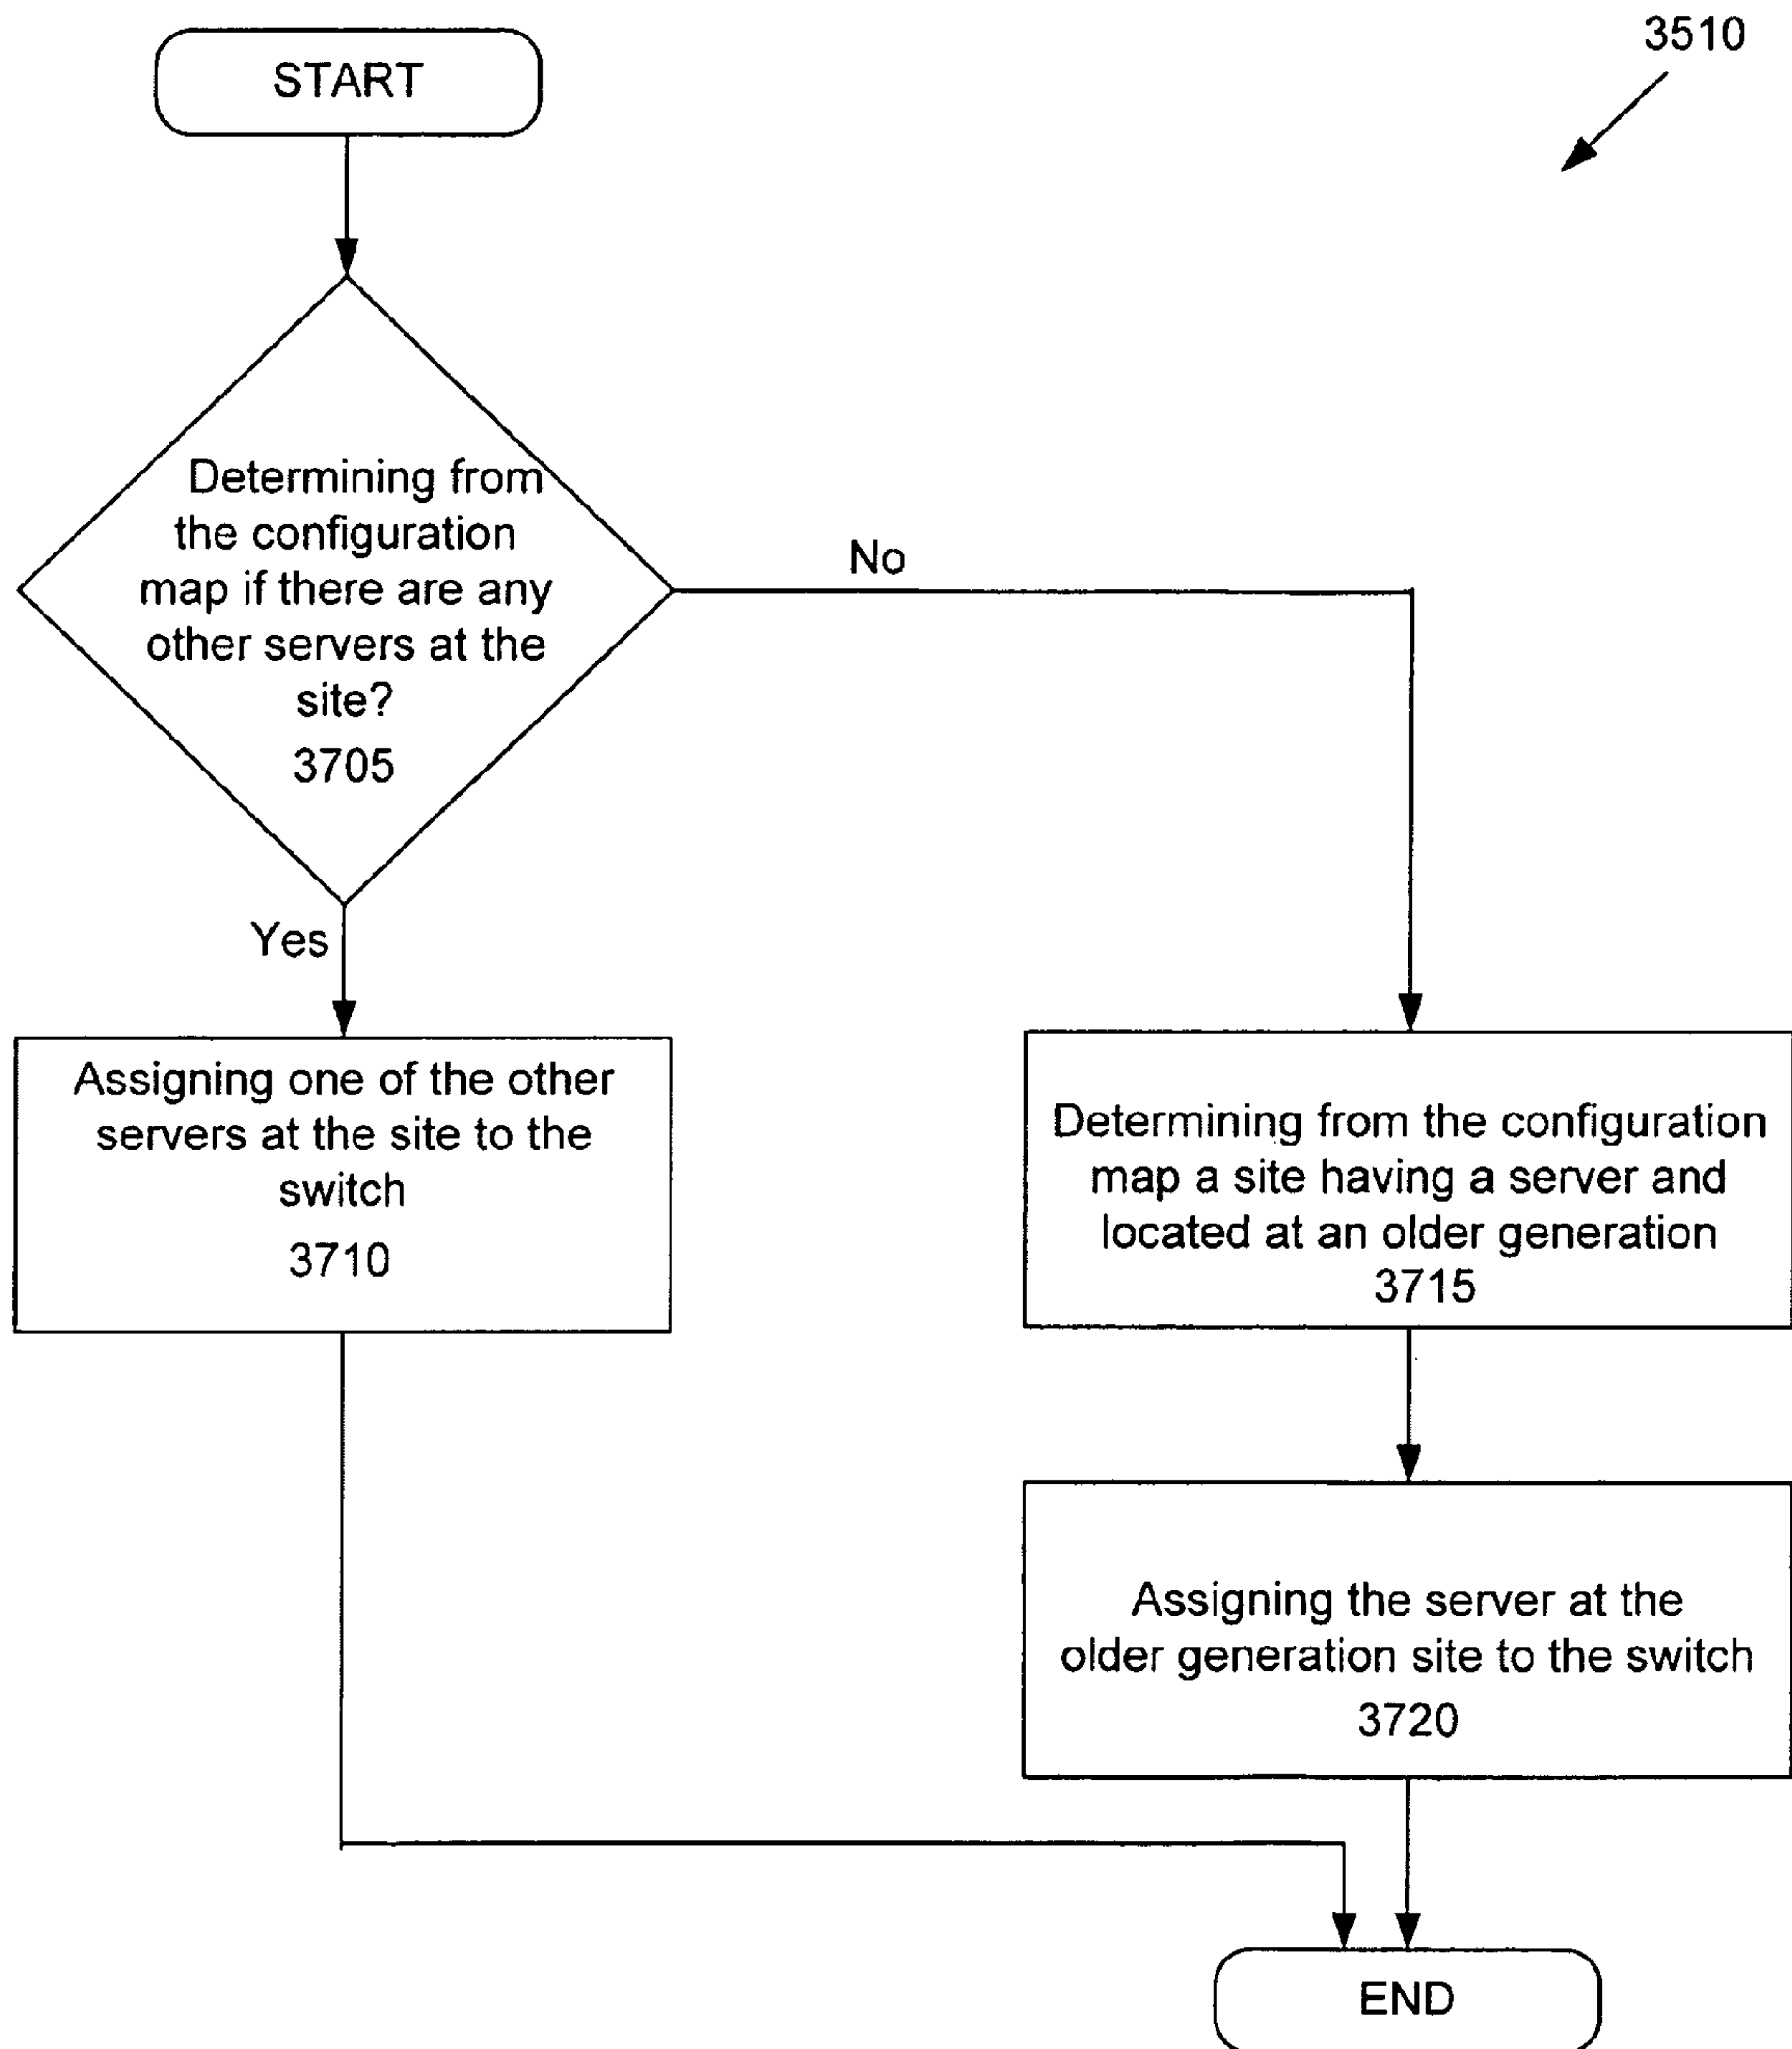 3510
START
Determining from
the configuration
map if there are any
other servers at the
site?
3705
No
Yes
Assigning one of the other
servers at the site to the
switch
3710
Determining from the configuration
map a site having a server and
located at an older generation
3715
Assigning the server at the
older generation site to the switch
3720
END